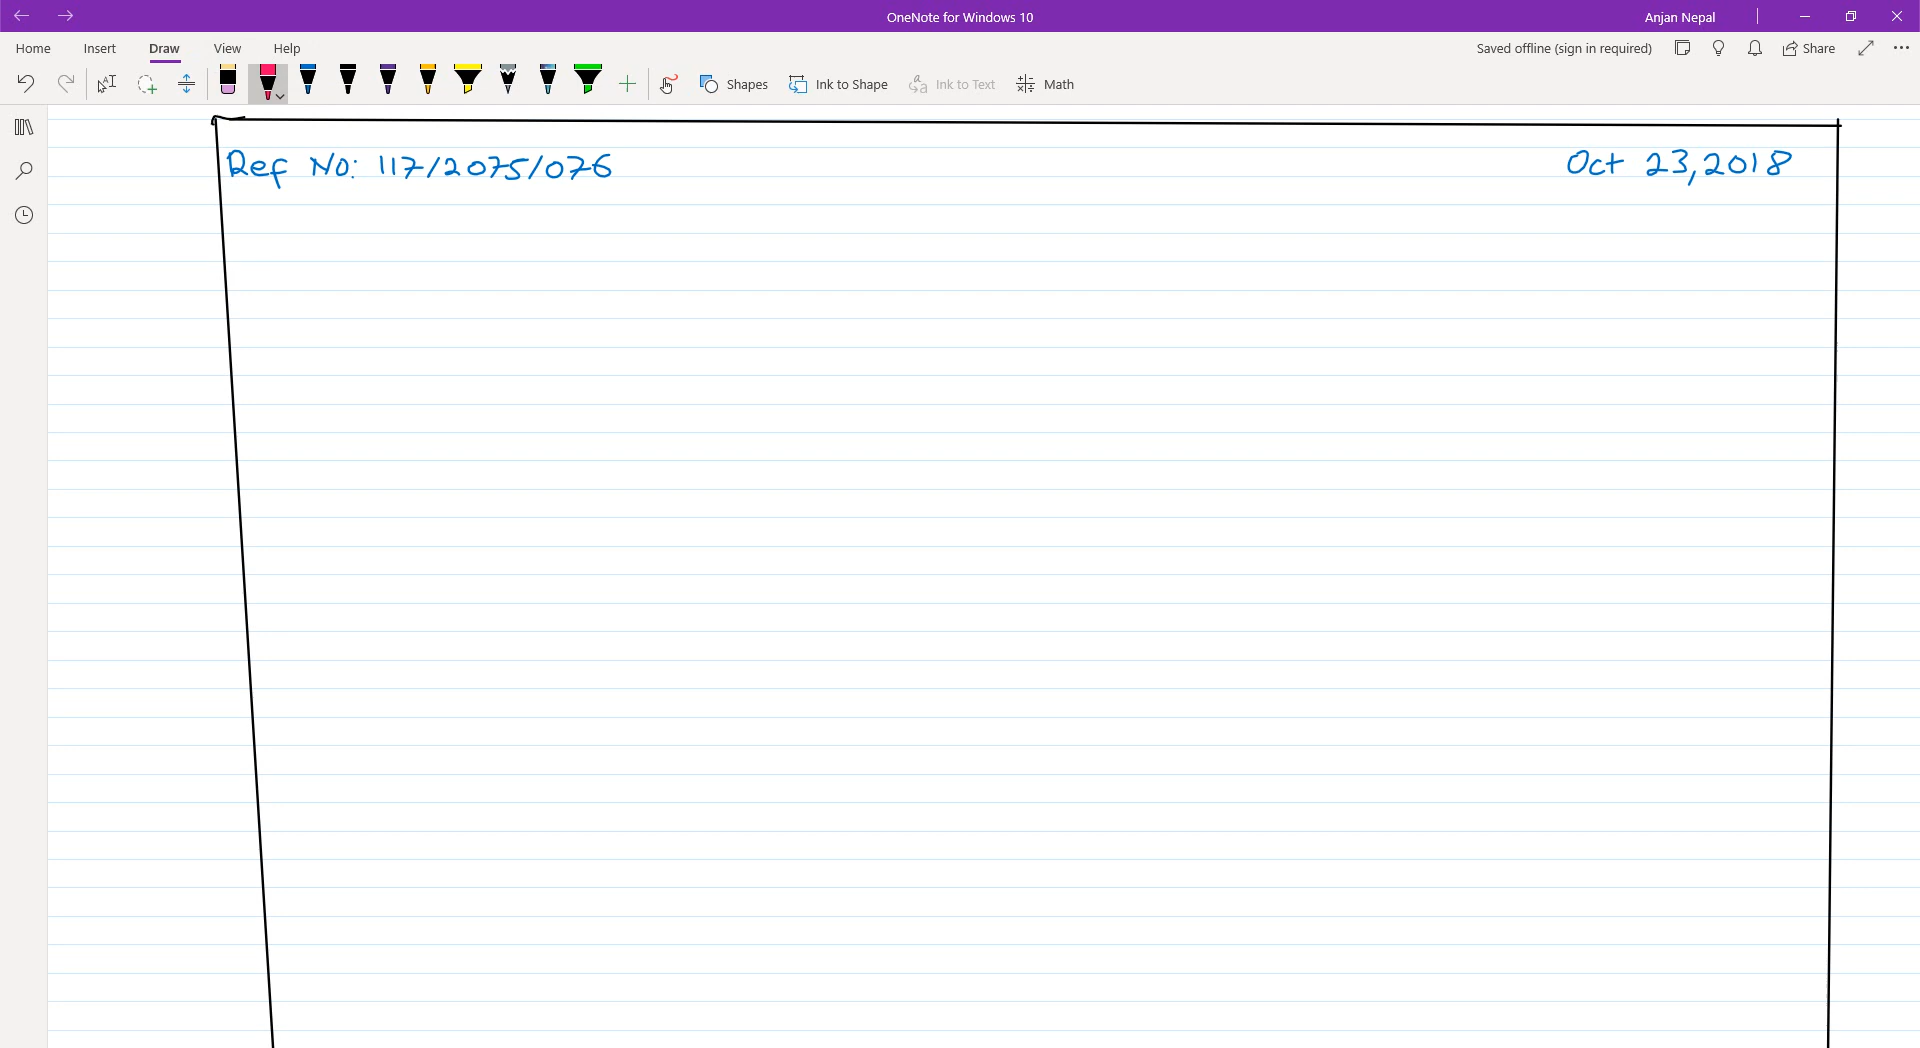 OneNote for Windows 10
Anjan Nepal
Home Insert Draw View Help
Saved offline (sign in required)
Share
Shapes
Ink to Shape
Ink to Text
Math
Ref No: 117/2075/076
Oct 23, 2018